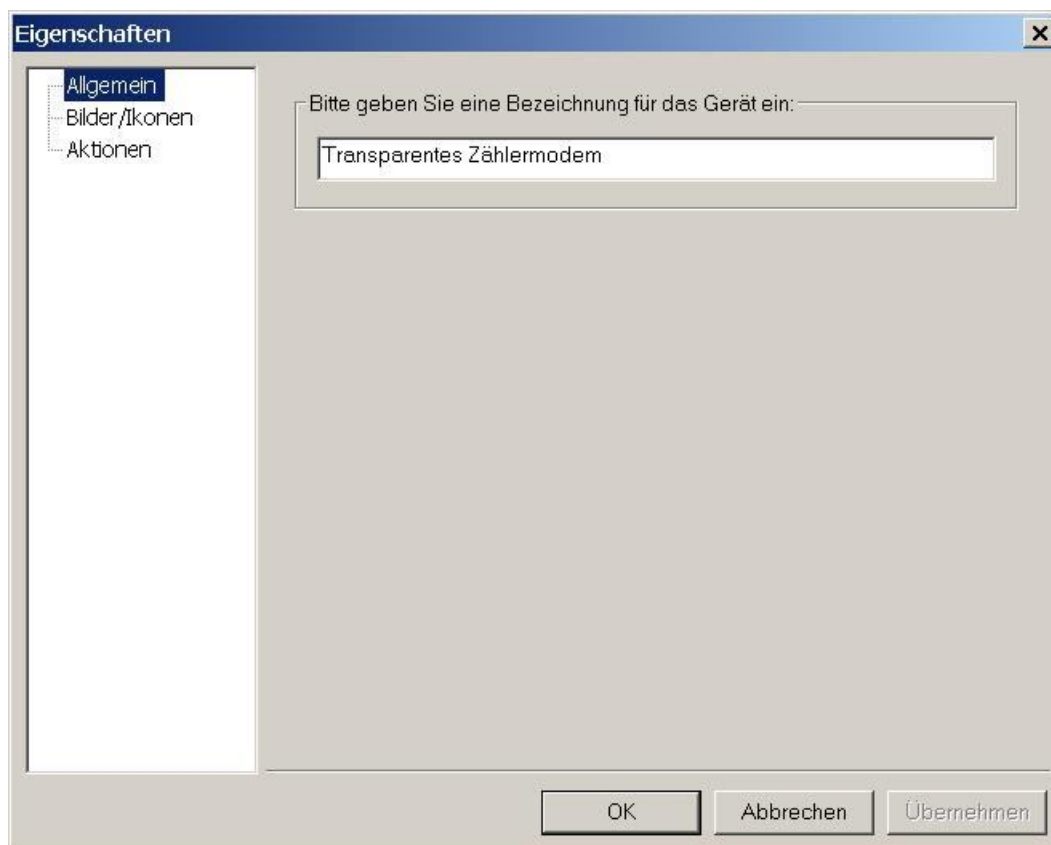 Eigenschaften
Allgemein
Bilder/Ikonen
Aktionen
Bitte geben Sie eine Bezeichnung für das Gerät ein:
Transparentes Zählermodem
OK
Abbrechen
Übernehmen